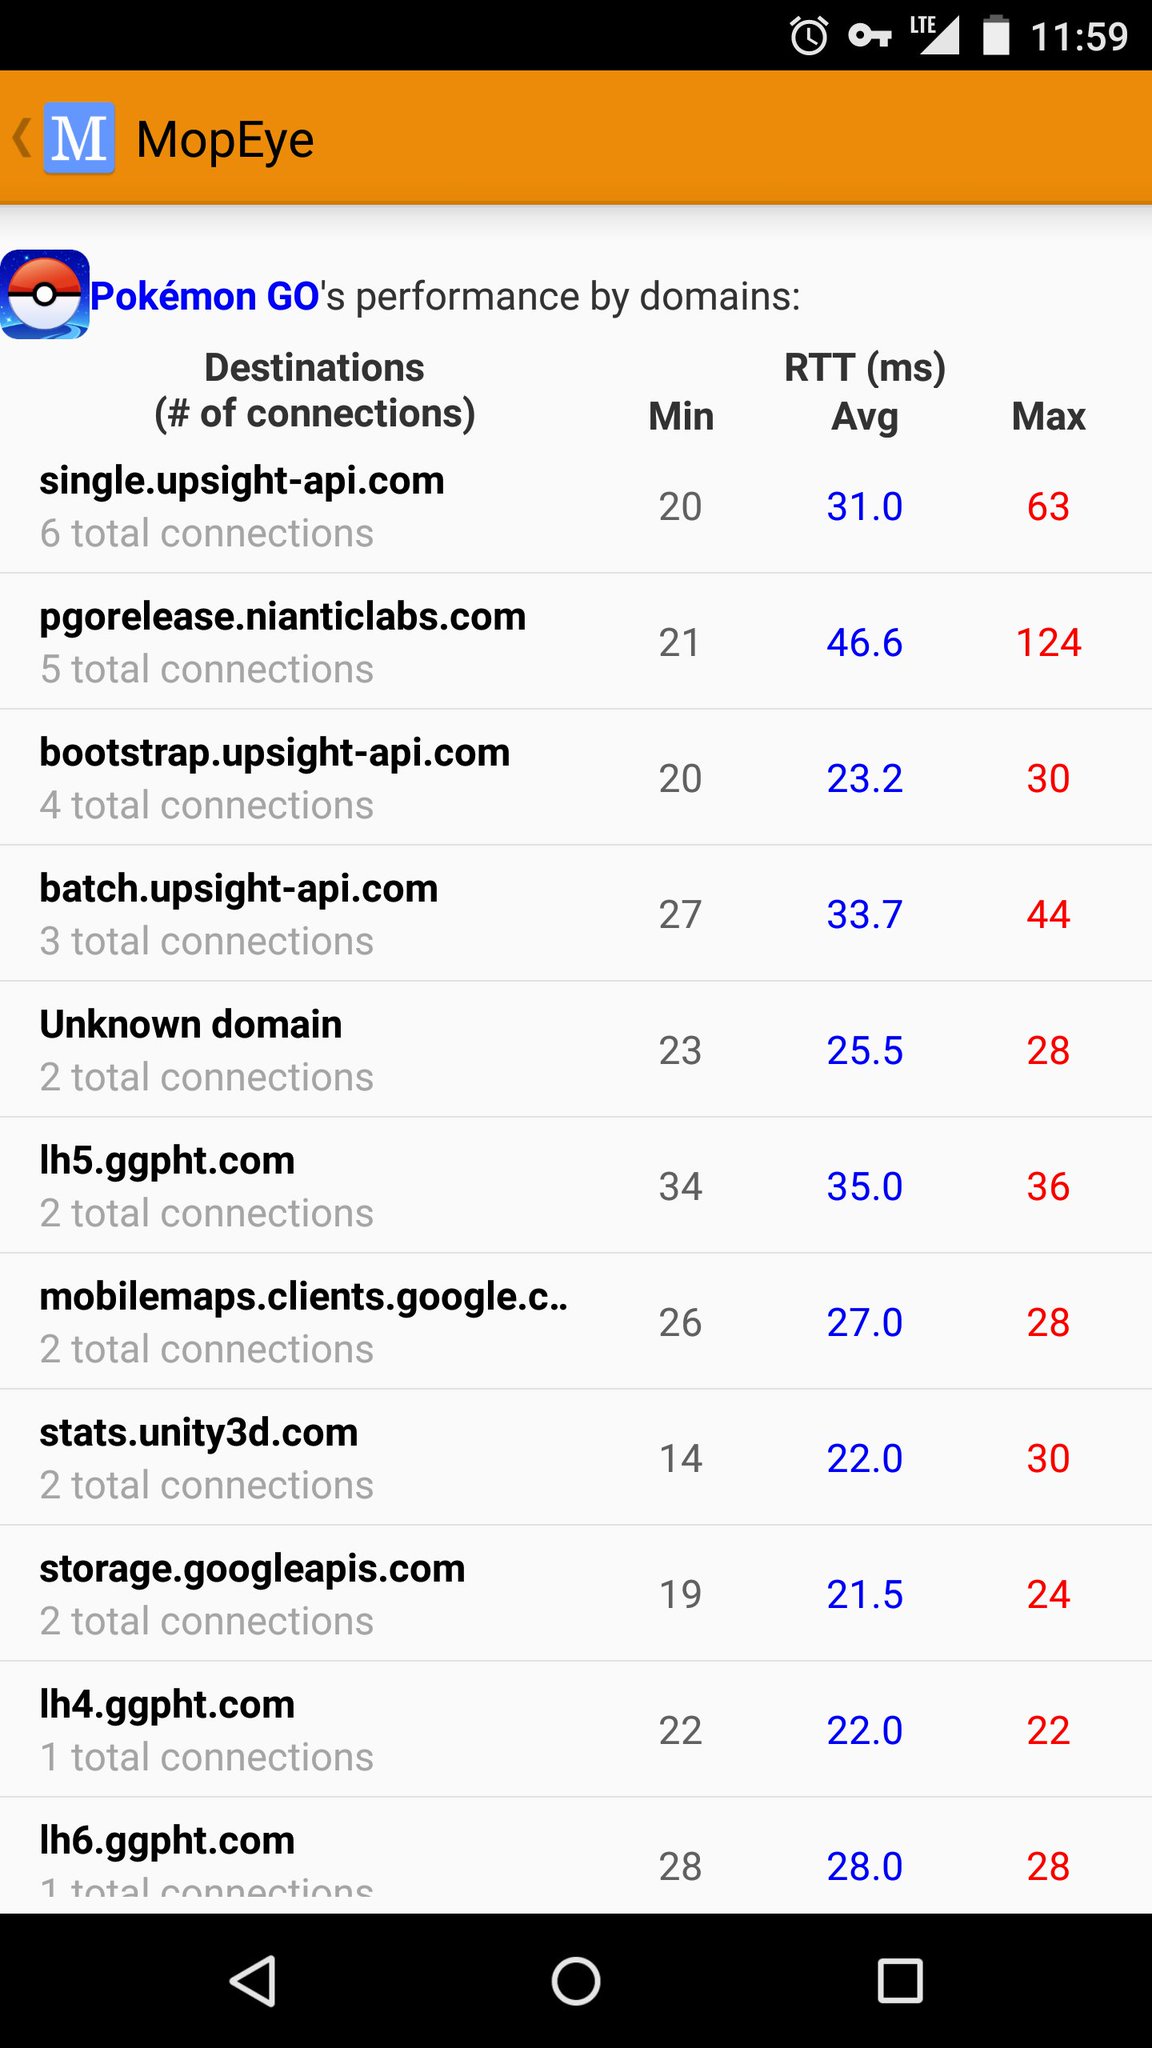 LTE 11:59
M MopEye
Pokémon GO's performance by domains:
Destinations RTT (ms)
(# of connections) Min Avg Max
single.upsight-api.com
6 total connections 20 31.0 63
pgorelease.nianticlabs.com
5 total connections 21 46.6 124
bootstrap.upsight-api.com
4 total connections 20 23.2 30
batch.upsight-api.com
3 total connections 27 33.7 44
Unknown domain
2 total connections 23 25.5 28
lh5.ggpht.com
2 total connections 34 35.0 36
mobilemaps.clients.google.c..
2 total connections 26 27.0 28
stats.unity3d.com
2 total connections 14 22.0 30
storage.googleapis.com
2 total connections 19 21.5 24
lh4.ggpht.com
1 total connections 22 22.0 22
lh6.ggpht.com
1 total connections 28 28.0 28